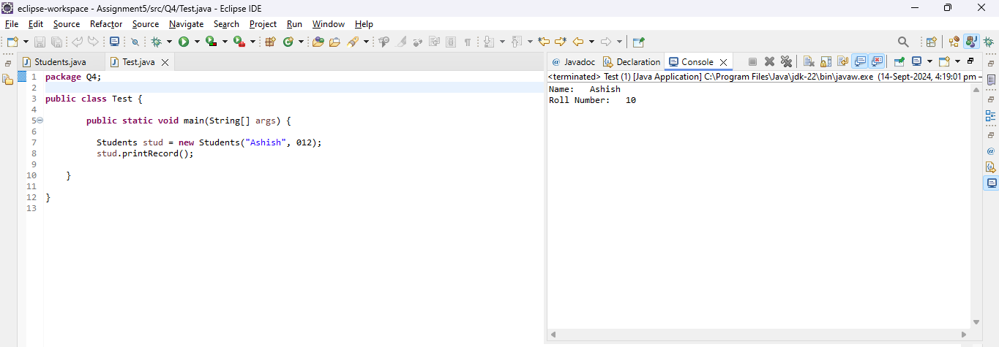 eclipse-workspace - Assignment5/src/Q4/Test.java - Eclipse IDE
File Edit Source Refactor Source Navigate Search Project Run Window Help
Students.java Test.java
1 package Q4;
2
3 public class Test {
4
5 public static void main(String[] args) {
6
7 Students stud = new Students("Ashish", 012);
8 stud.printRecord();
9
10 }
11
12 }
13
@ Javadoc Declaration Console
<terminated> Test (1) [Java Application] C:\Program Files\Java\jdk-22\bin\javaw.exe (14-Sept-2024, 4:19:01 pm –
Name: Ashish
Roll Number: 10